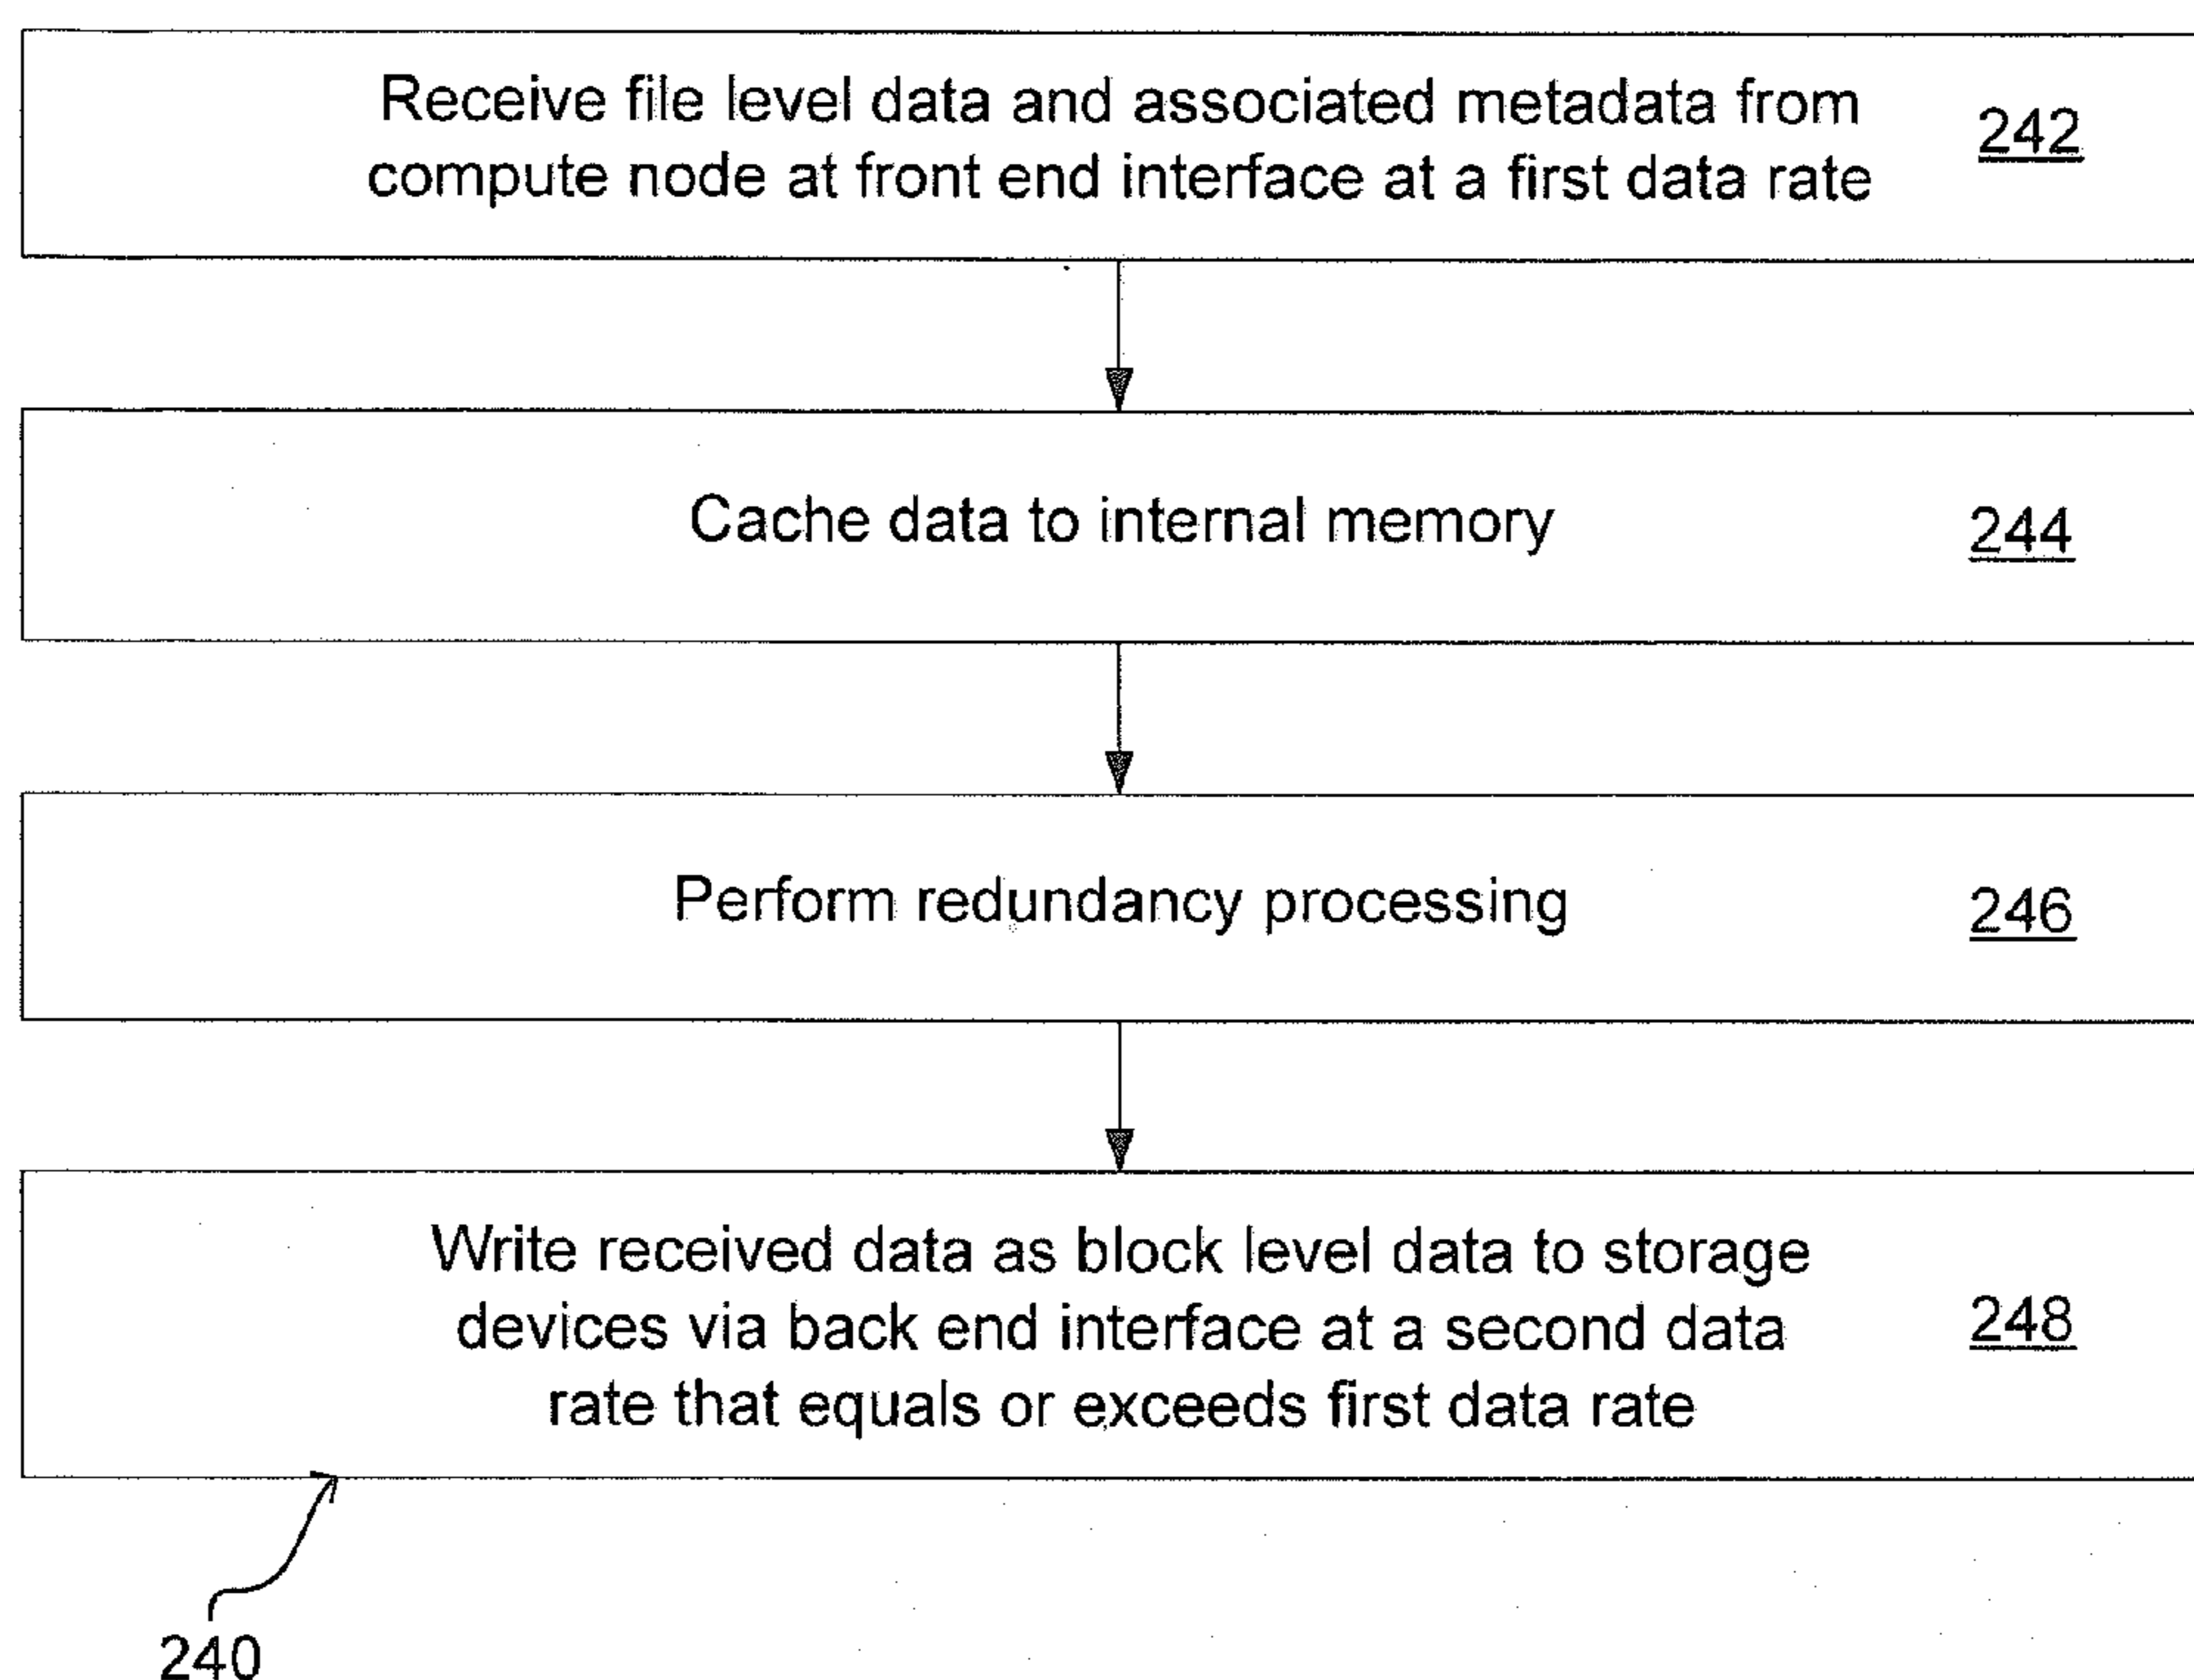 Receive file level data and associated metadata from
compute node at front end interface at a first data rate
242
Cache data to internal memory
244
Perform redundancy processing
246
Write received data as block level data to storage
devices via back end interface at a second data
rate that equals or exceeds first data rate
248
240